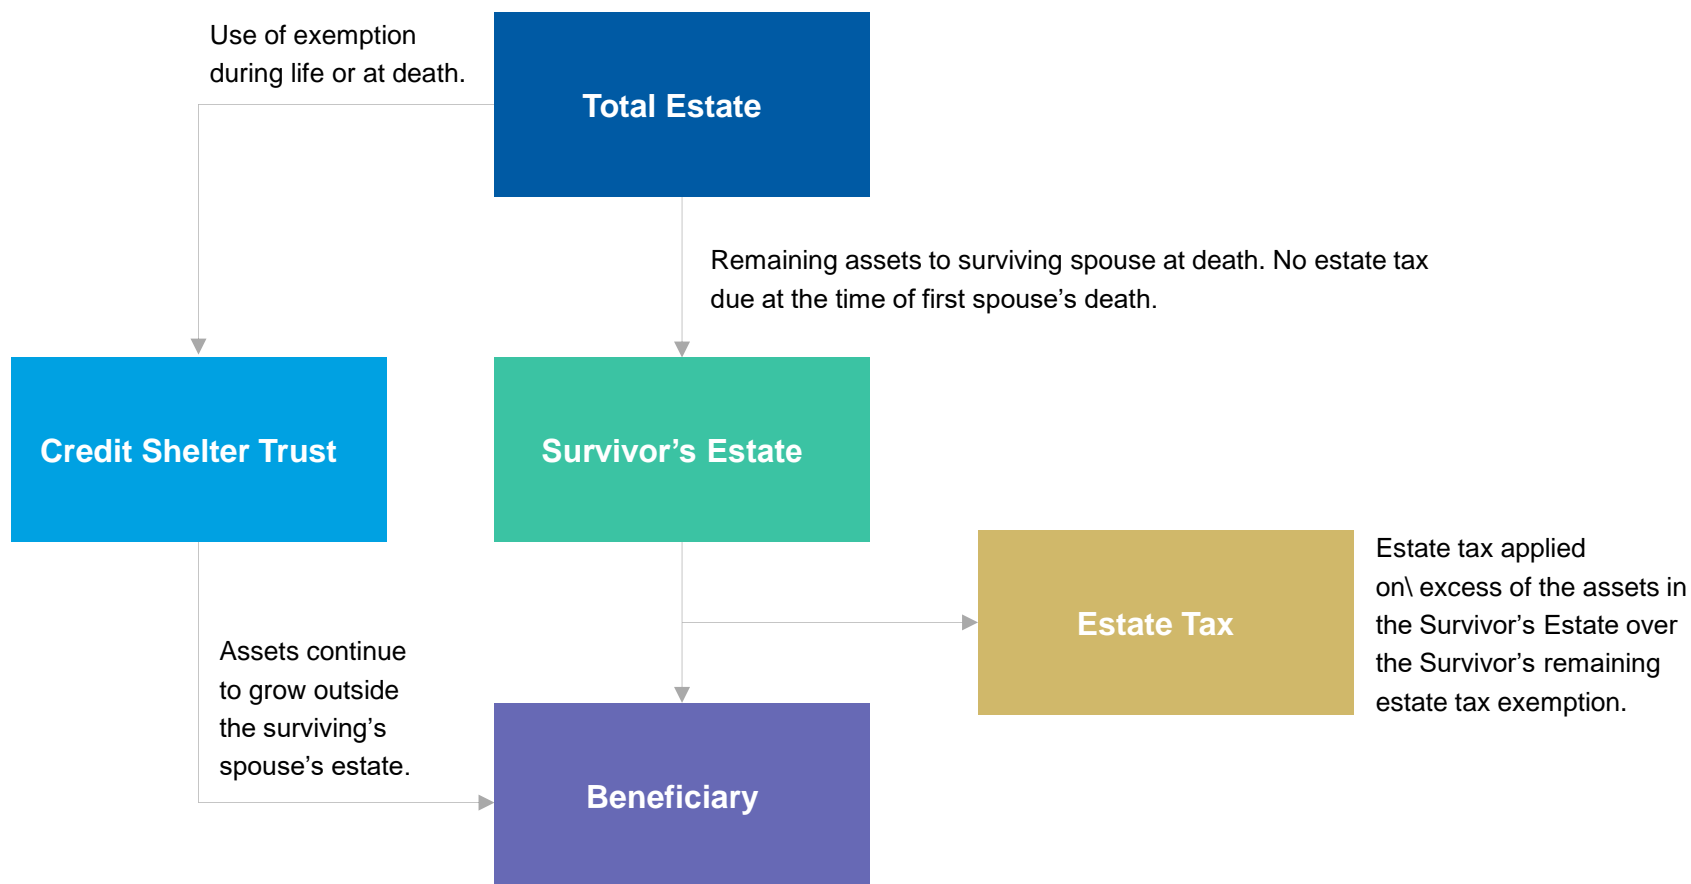 Use of exemption
during life or at death.
Total Estate
Remaining assets to surviving spouse at death. No estate tax
due at the time of first spouse’s death.
Credit Shelter Trust
Survivor’s Estate
Estate Tax
Estate tax applied
on\ excess of the assets in
the Survivor’s Estate over
the Survivor’s remaining
estate tax exemption.
Assets continue
to grow outside
the surviving’s
spouse’s estate.
Beneficiary